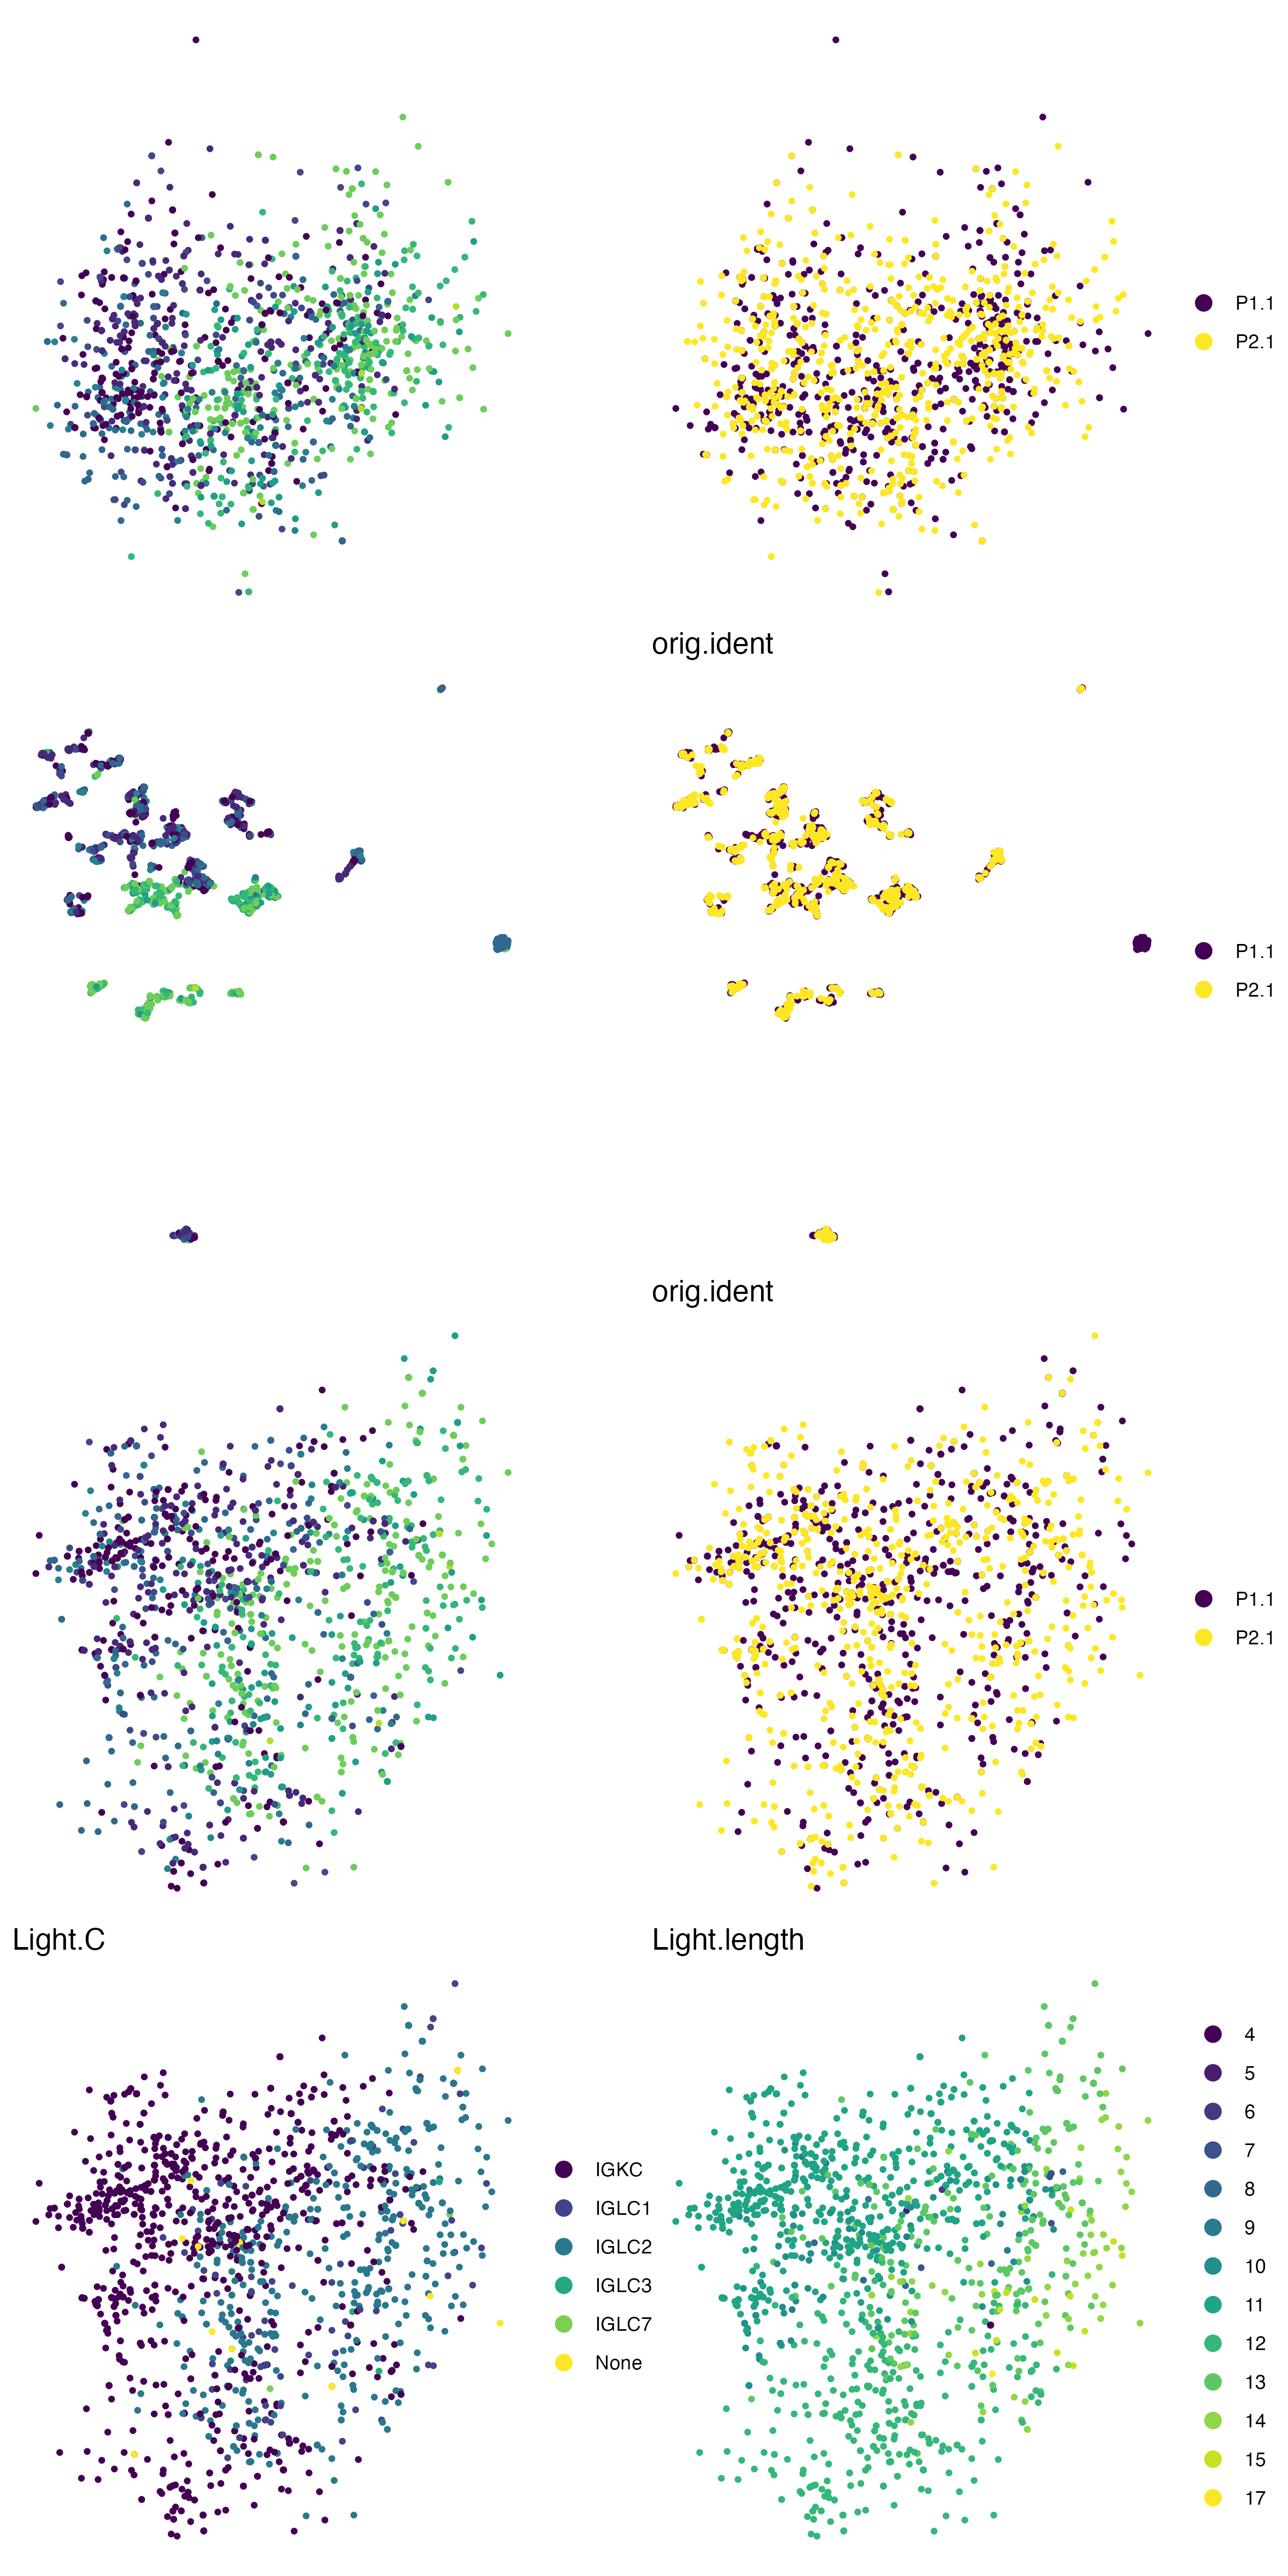 P1.1
P2.1
orig.ident
P1.1
P2.1
orig.ident
P1.1
P2.1
Light.C
Light.length
IGKC
IGLC1
IGLC2
IGLC3
IGLC7
None
4
5
6
7
8
9
10
11
12
13
14
15
17